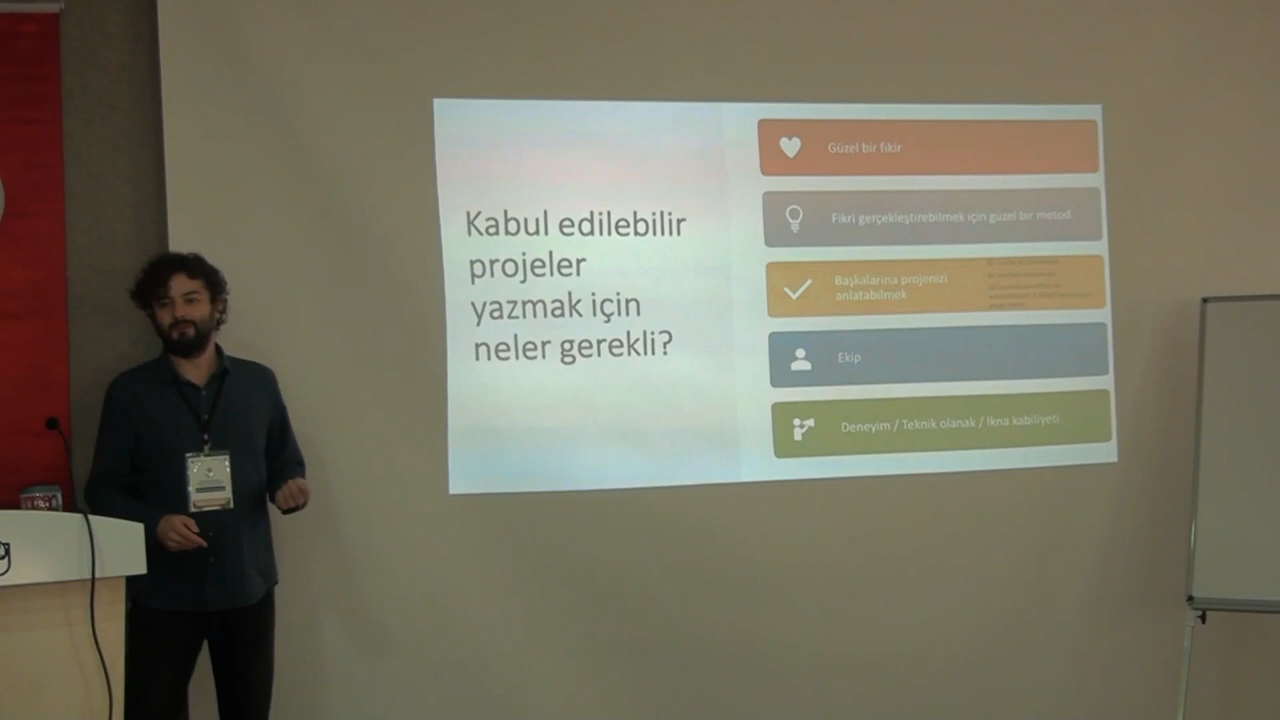 Kabul edilebilir
projeler
yazmak için
neler gerekli?
Güzel bir fikir
Fikri gerçekleştirebilmek için güzel bir metod
Başkalarına projenizi
anlatabilmek
Ekip
Deneyim / Teknik olanak / İkna kabiliyeti